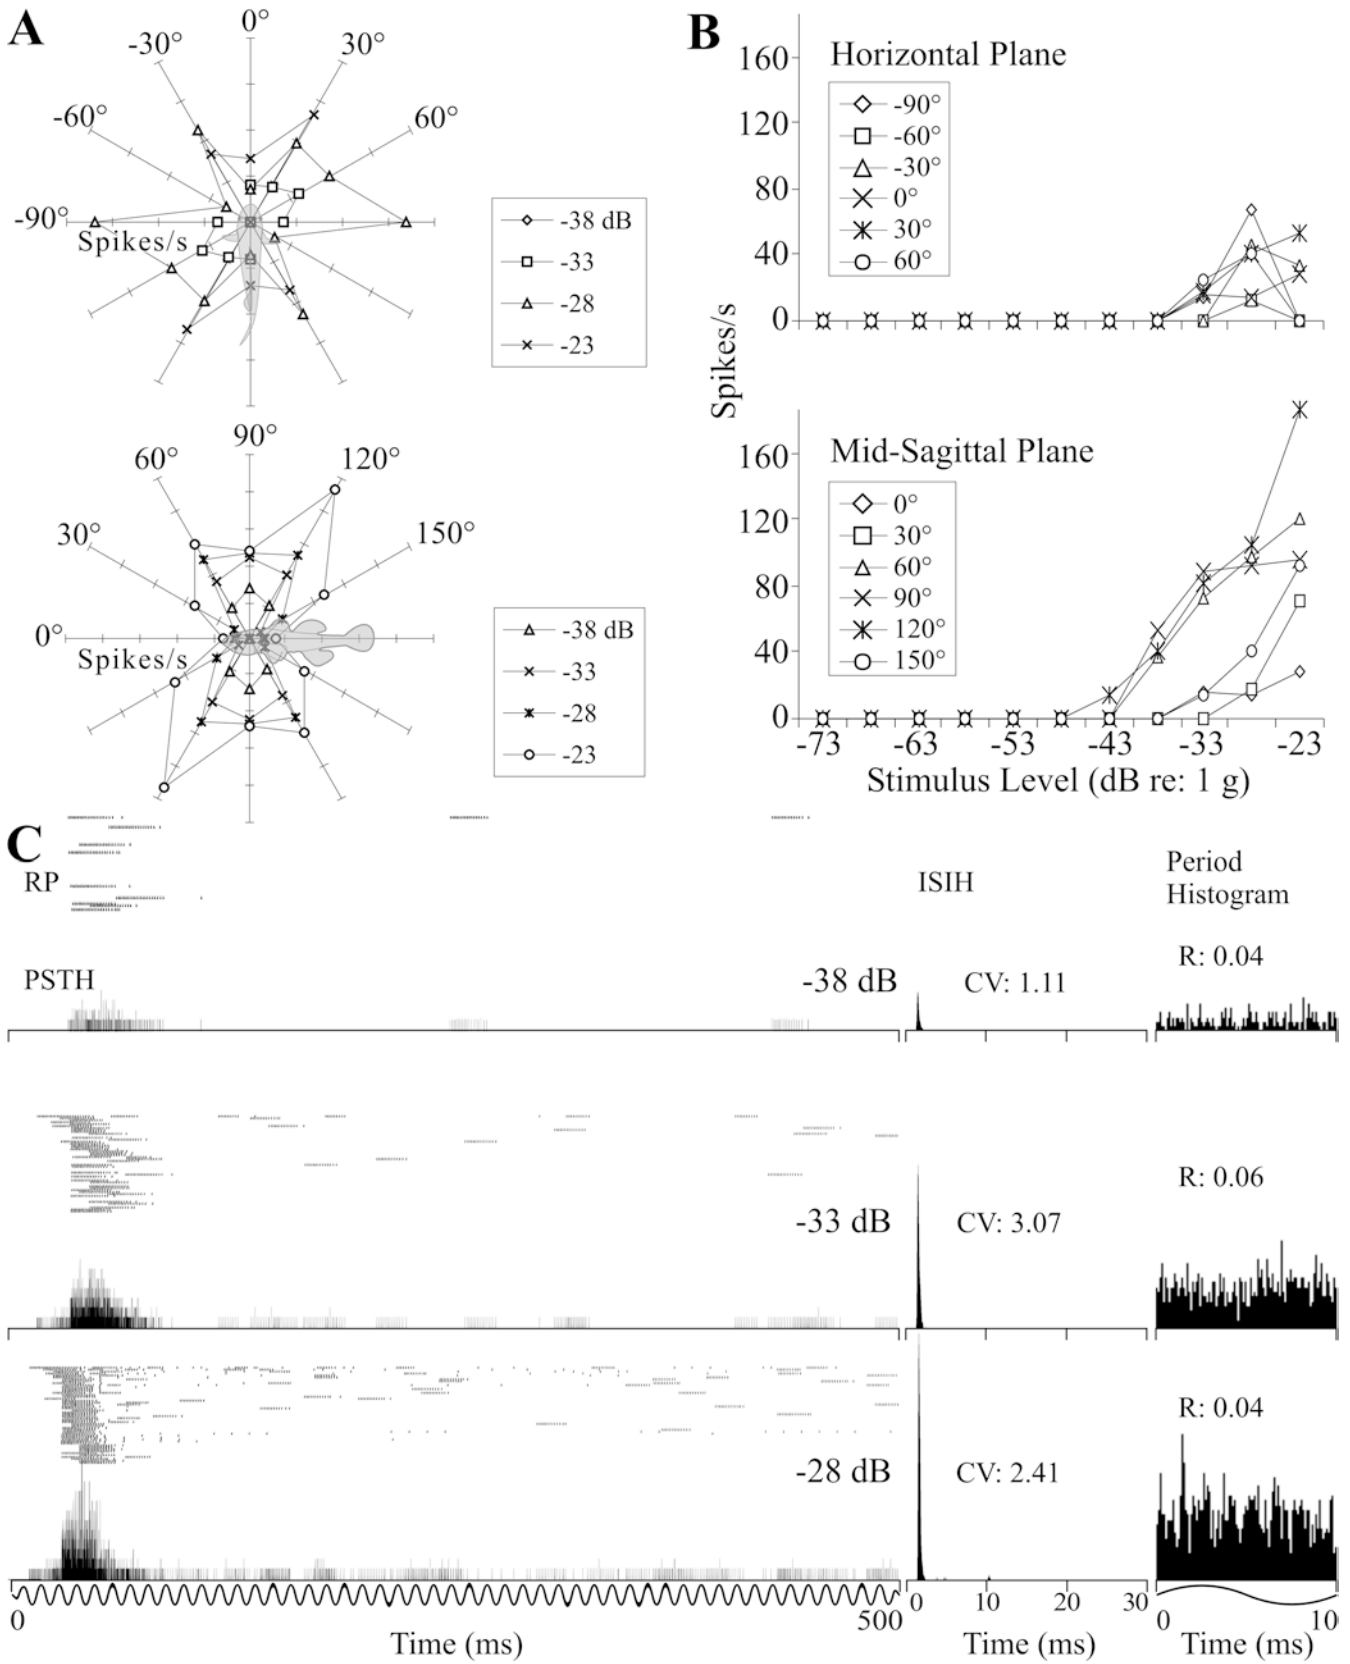 A
0°
-30°
30°
-60°
60°
-90°
Spikes/s
-38 dB
-33
-28
-23
90°
60°
120°
30°
150°
0°
Spikes/s
-38 dB
-33
-28
-23
B
Horizontal Plane
160
120
80
40
0
-90°
-60°
-30°
0°
30°
60°
Spikes/s
Mid-Sagittal Plane
160
120
80
40
0
0°
30°
60°
90°
120°
150°
-73
-63
-53
-43
-33
-23
Stimulus Level (dB re: 1 g)
C
RP
ISIH
Period
Histogram
PSTH
-38 dB
CV: 1.11
R: 0.04
-33 dB
CV: 3.07
R: 0.06
-28 dB
CV: 2.41
R: 0.04
0
500
0
10
20
30
0
10
Time (ms)
Time (ms)
Time (ms)